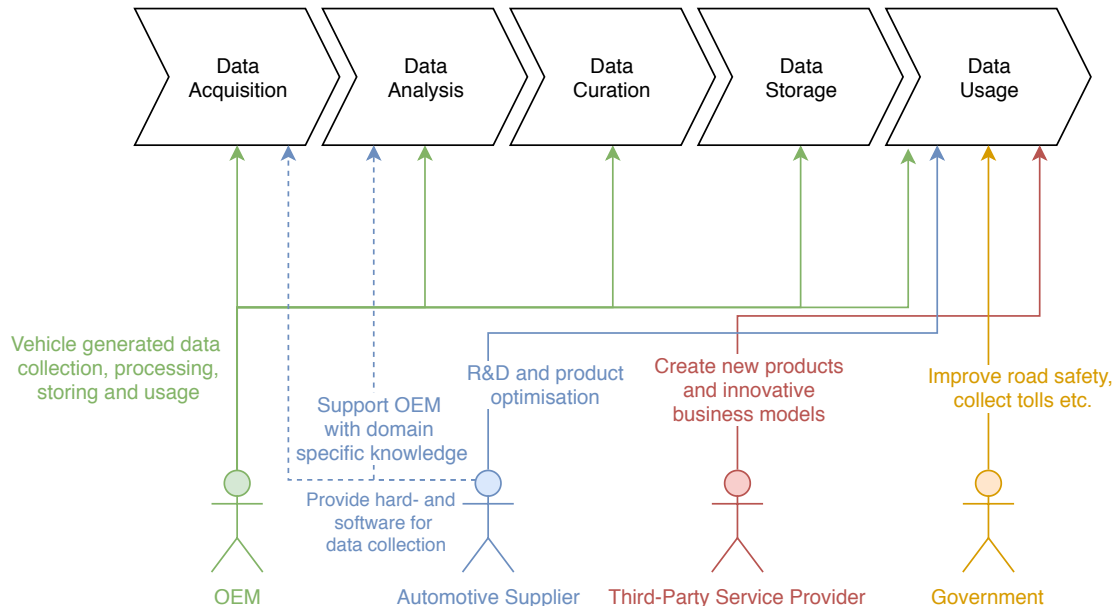 Data
Acquisition
Data
Analysis
Data
Curation
Data
Storage
Data
Usage
Vehicle generated data
collection, processing,
storing and usage
Support OEM
with domain
specific knowledge
R&D and product
optimisation
Create new products
and innovative
business models
Improve road safety,
collect tolls etc.
Provide hard- and
software for
data collection
OEM
Automotive Supplier
Third-Party Service Provider
Government